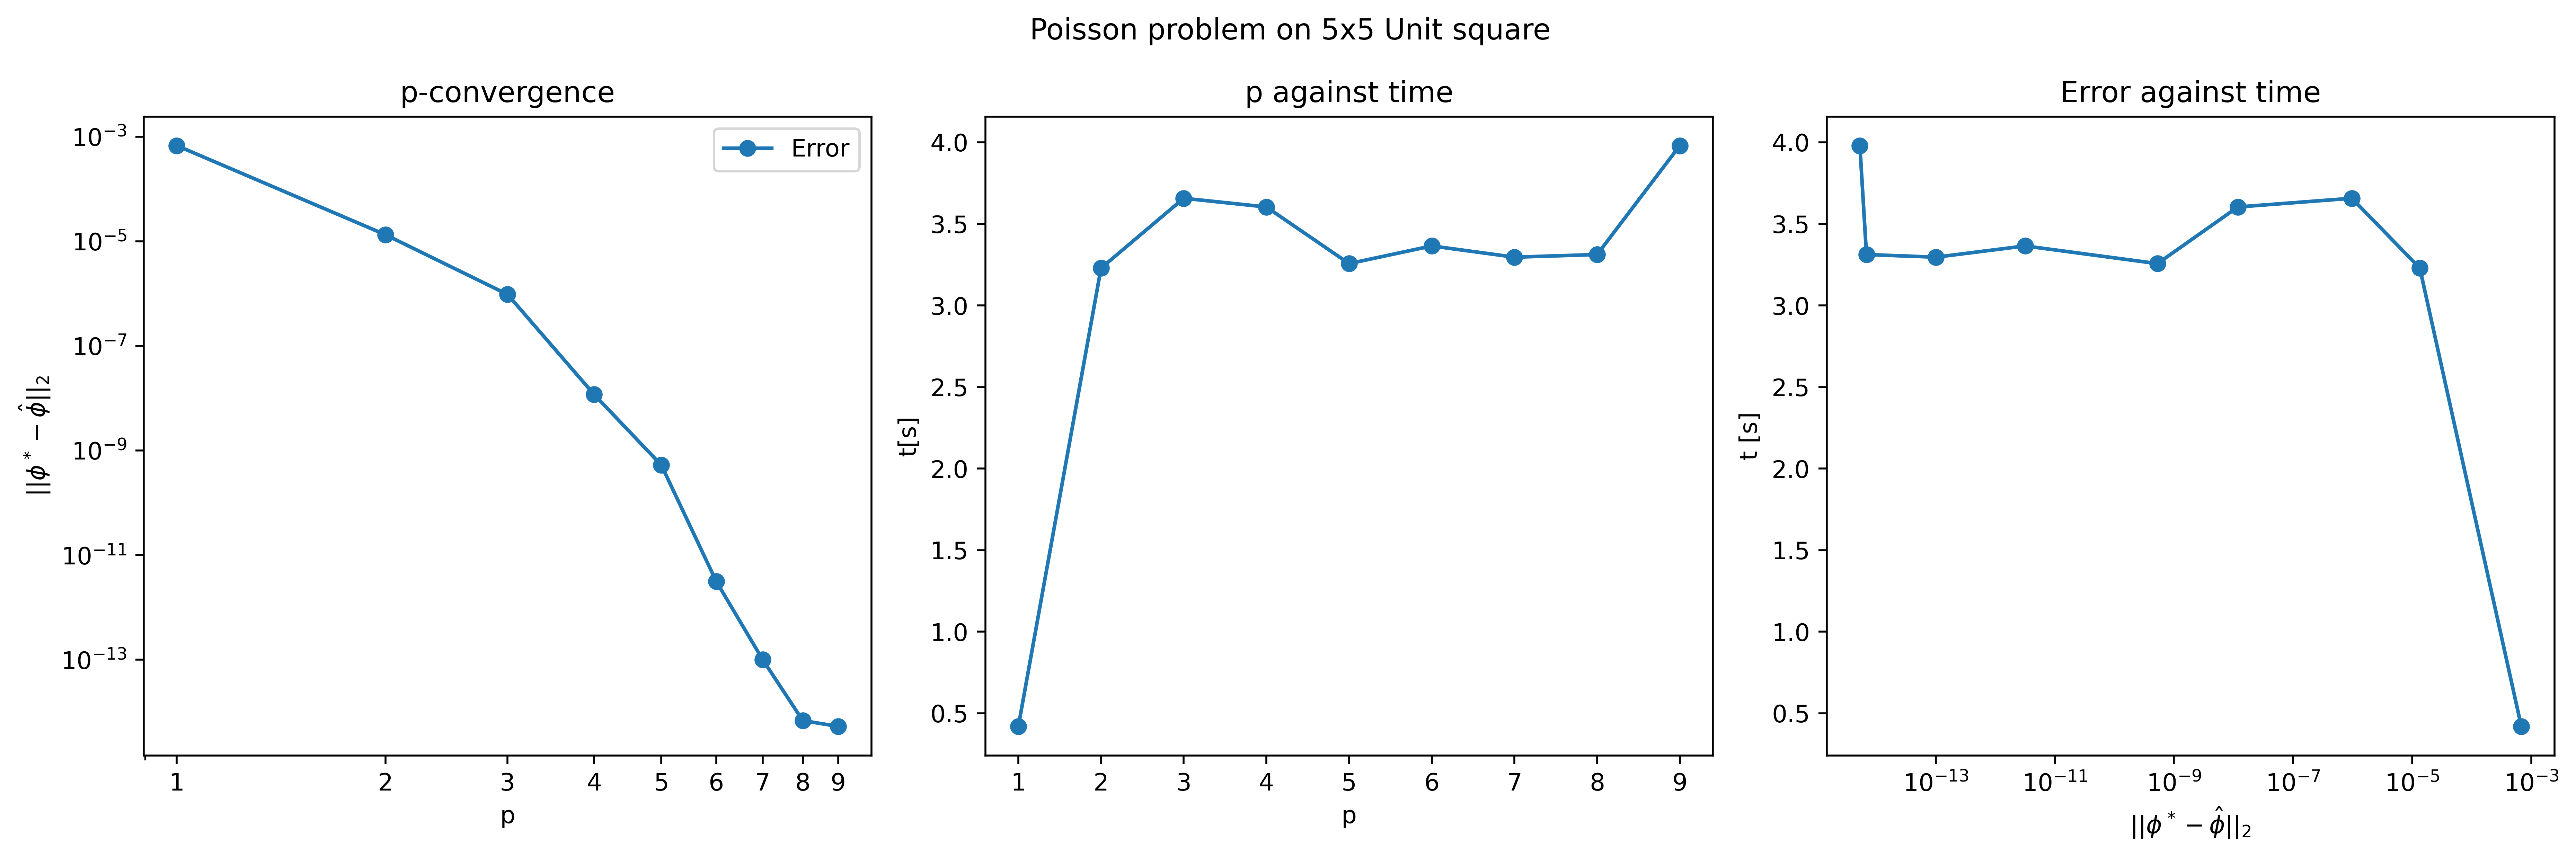 Poisson problem on 5x5 Unit square
p-convergence
10⁻³
10⁻⁵
10⁻⁷
10⁻⁹
10⁻¹¹
10⁻¹³
||ϕ* − ϕ̂||₂
Error
1 2 3 4 5 6 7 8 9
p
p against time
4.0
3.5
3.0
2.5
2.0
1.5
1.0
0.5
t[s]
1 2 3 4 5 6 7 8 9
p
Error against time
4.0
3.5
3.0
2.5
2.0
1.5
1.0
0.5
t [s]
10⁻¹³ 10⁻¹¹ 10⁻⁹ 10⁻⁷ 10⁻⁵ 10⁻³
||ϕ* − ϕ̂||₂